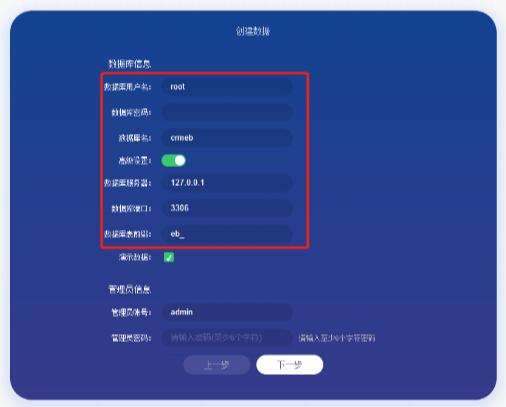 创建数据
数据库信息
数据库用户名: root
数据库密码:
数据库名: crmeb
高级设置:
数据库服务器: 127.0.0.1
数据库端口: 3306
数据库表前缀: eb_
演示数据:
管理员信息
管理员账号: admin
管理员密码: 请输入密码(至少6个字符) 请输入至少6个字符密码
上一步 下一步